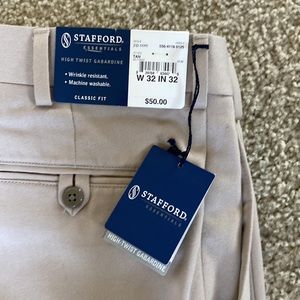 STAFFORD.
ESSENTIALS
HIGH TWIST GABARDINE
• Wrinkle resistant.
• Machine washable.
CLASSIC FIT
TAN
W 32 IN 32
$50.00
STAFFORD.
ESSENTIALS
HIGH-TWIST GABARDINE